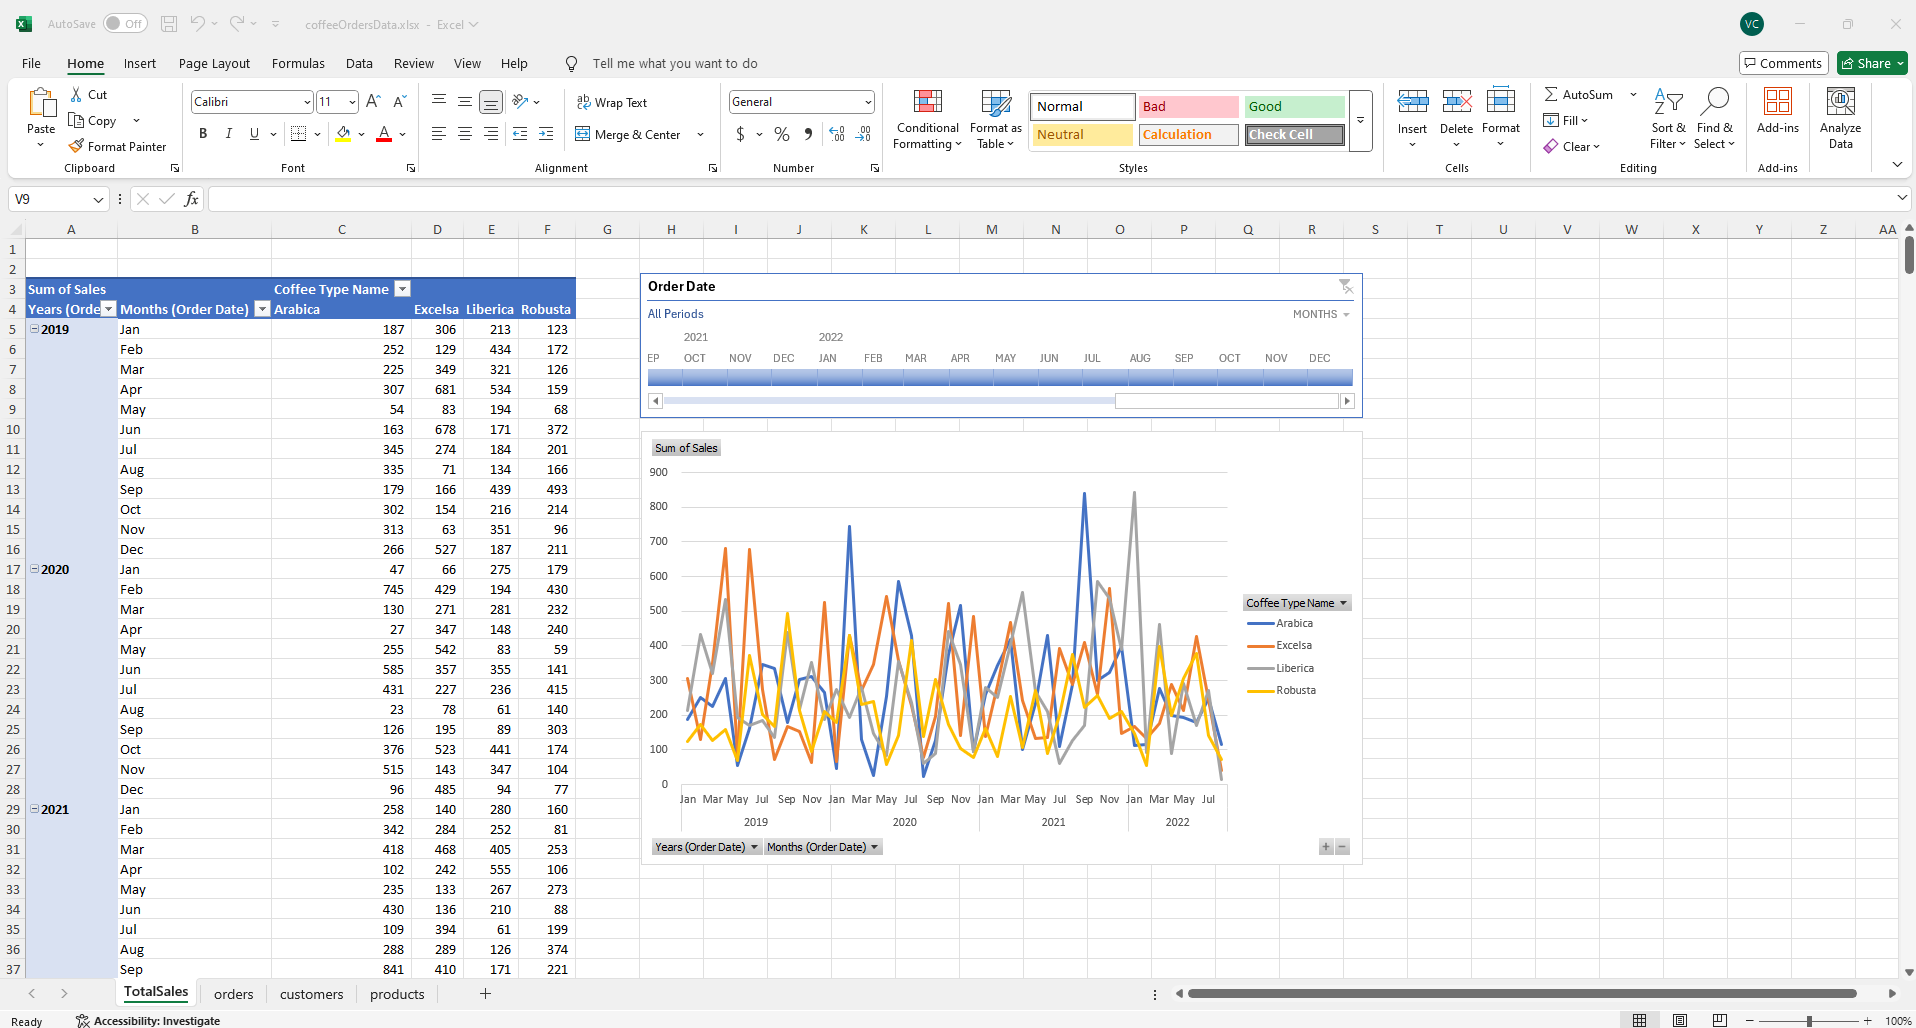 AutoSave Off coffeeOrdersData.xlsx - Excel VC
File Home Insert Page Layout Formulas Data Review View Help Tell me what you want to do Comments Share
Paste Cut Copy Format Painter Clipboard
Calibri 11 B I U A Font
Wrap Text Merge & Center Alignment
General $ % Number
Conditional Formatting Format as Table
Normal Bad Good
Neutral Calculation Check Cell
Styles
Insert Delete Format Cells
AutoSum Fill Clear Sort & Filter Find & Select Editing
Add-ins Add-ins
Analyze Data
V9 fx
A B C D E F G H I J K L M N O P Q R S T U V W X Y Z AA
1
2
3 Sum of Sales Coffee Type Name
4 Years (Orde Months (Order Date) Arabica Excelsa Liberica Robusta
5 2019 Jan 187 306 213 123
6 Feb 252 129 434 172
7 Mar 225 349 321 126
8 Apr 307 681 534 159
9 May 54 83 194 68
10 Jun 163 678 171 372
11 Jul 345 274 184 201
12 Aug 335 71 134 166
13 Sep 179 166 439 493
14 Oct 302 154 216 214
15 Nov 313 63 351 96
16 Dec 266 527 187 211
17 2020 Jan 47 66 275 179
18 Feb 745 429 194 430
19 Mar 130 271 281 232
20 Apr 27 347 148 240
21 May 255 542 83 59
22 Jun 585 357 355 141
23 Jul 431 227 236 415
24 Aug 23 78 61 140
25 Sep 126 195 89 303
26 Oct 376 523 441 174
27 Nov 515 143 347 104
28 Dec 96 485 94 77
29 2021 Jan 258 140 280 160
30 Feb 342 284 252 81
31 Mar 418 468 405 253
32 Apr 102 242 555 106
33 May 235 133 267 273
34 Jun 430 136 210 88
35 Jul 109 394 61 199
36 Aug 288 289 126 374
37 Sep 841 410 171 221
Order Date
All Periods MONTHS
2021 2022
EP OCT NOV DEC JAN FEB MAR APR MAY JUN JUL AUG SEP OCT NOV DEC
Sum of Sales
900
800
700
600
500
400
300
200
100
0
Jan Mar May Jul Sep Nov Jan Mar May Jul Sep Nov Jan Mar May Jul Sep Nov Jan Mar May Jul
2019 2020 2021 2022
Coffee Type Name
Arabica
Excelsa
Liberica
Robusta
Years (Order Date) Months (Order Date) + -
TotalSales orders customers products +
Ready Accessibility: Investigate - + 100%